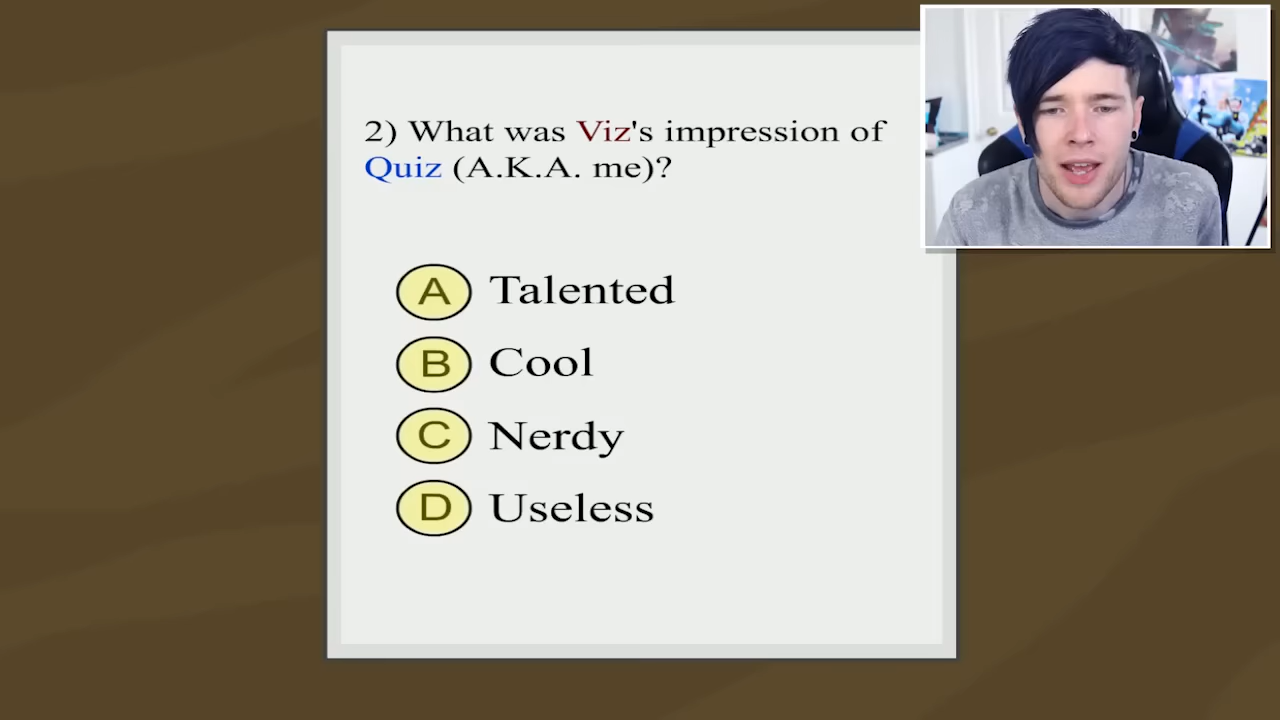 2) What was Viz's impression of
Quiz (A.K.A. me)?
A Talented
B Cool
C Nerdy
D Useless